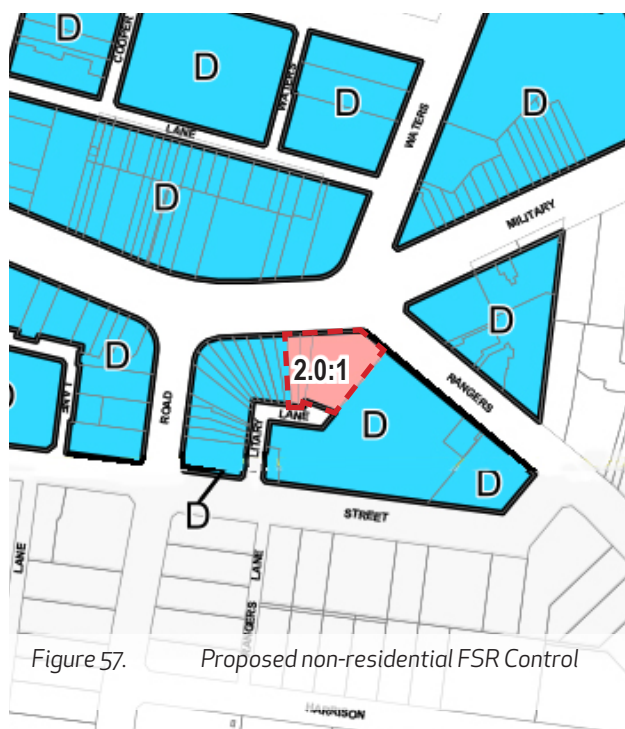 D
COOPER
D
WATERS
D
WATERS
D
LANE
D
MILITARY
D
D
LANE
ROAD
2.0:1
RANGERS
LANE
LITARY
D
D
D
STREET
LANE
LANE
RANGERS
Figure 57. Proposed non-residential FSR Control
HARRISON